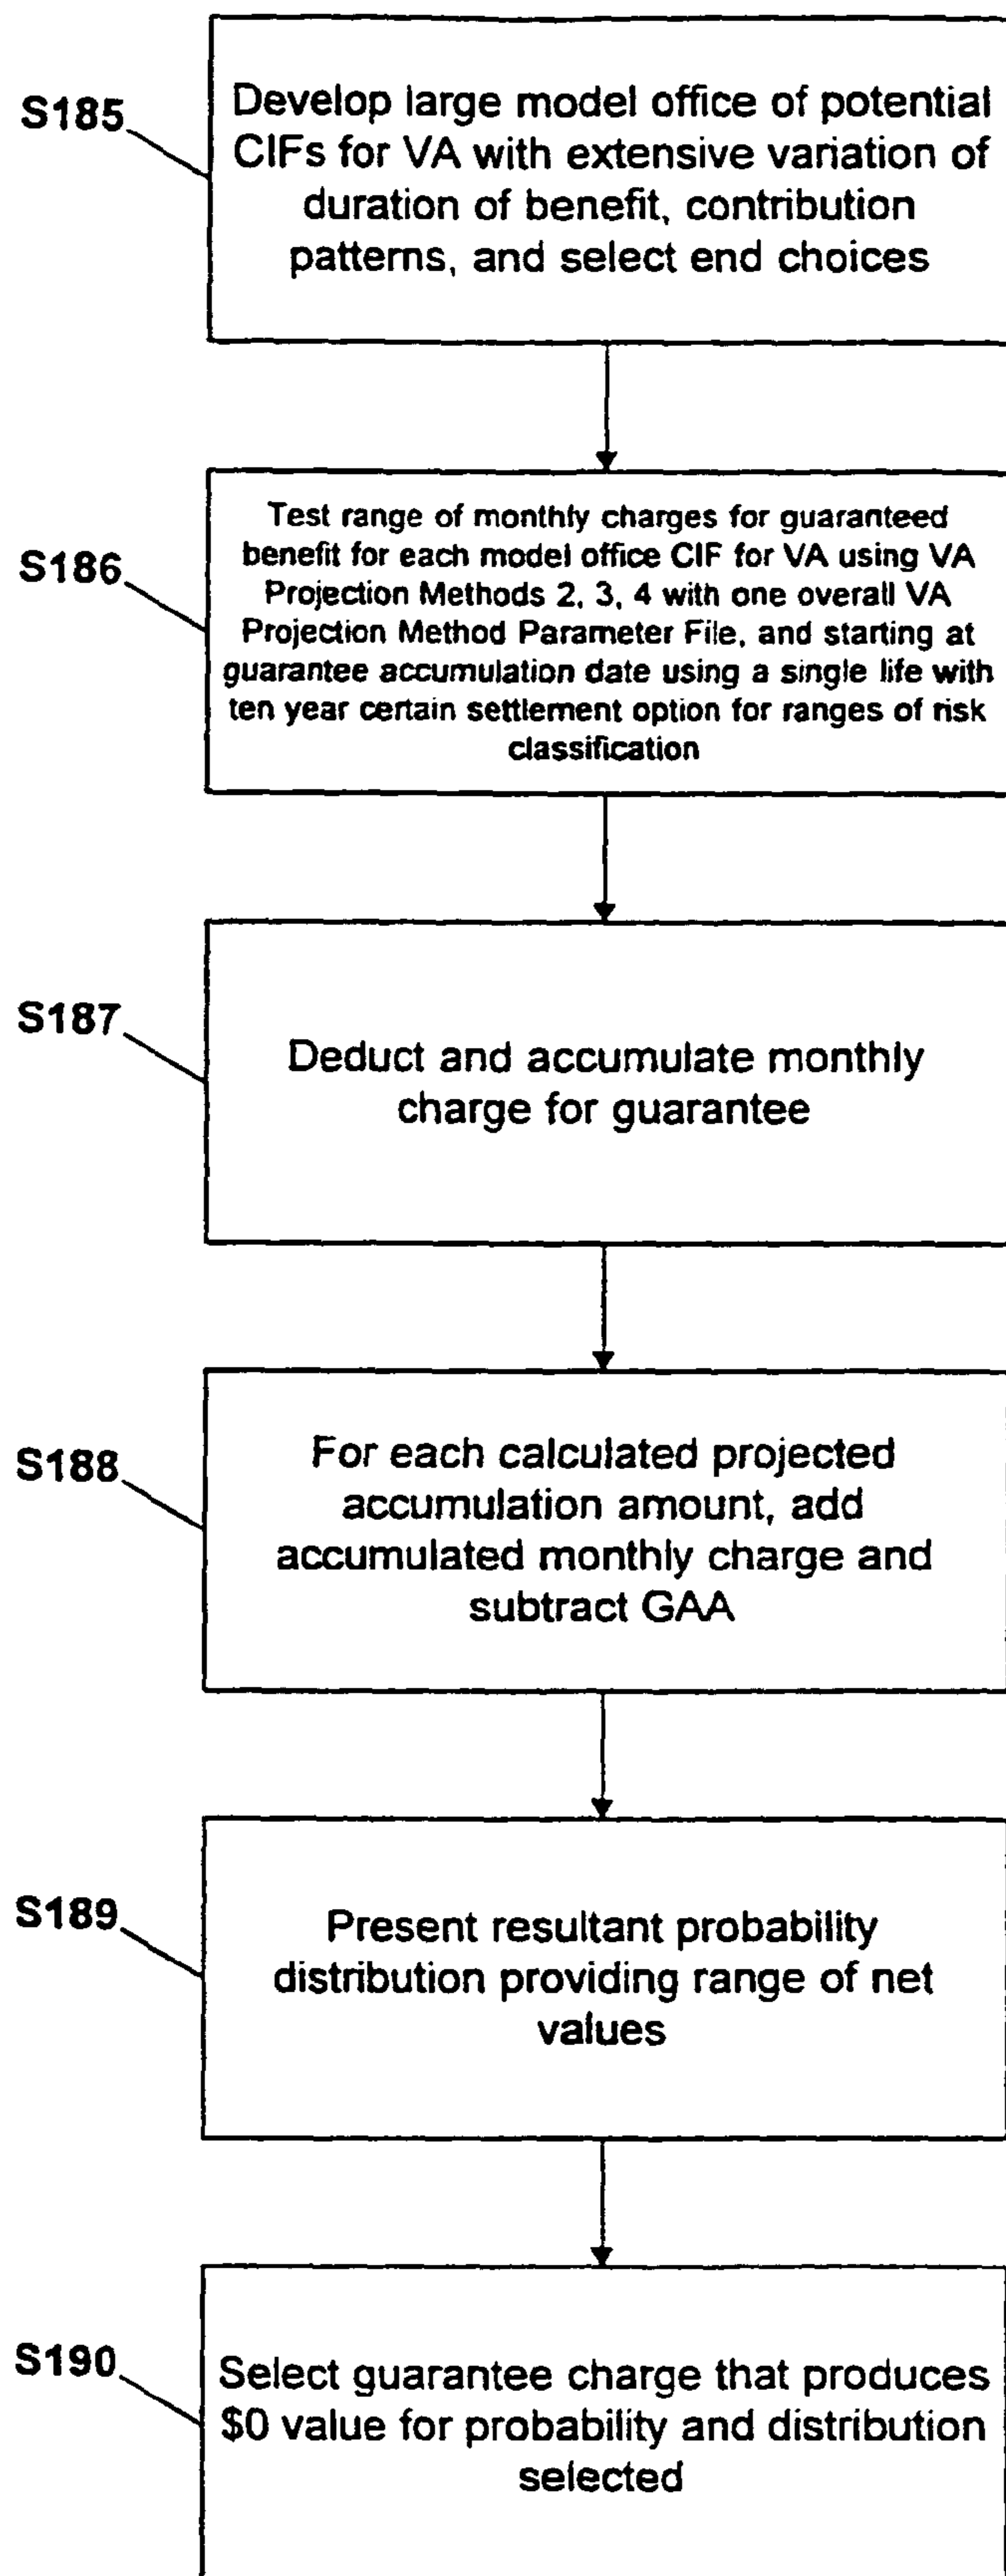 S185
Develop large model office of potential
CIFs for VA with extensive variation of
duration of benefit, contribution
patterns, and select end choices
S186
Test range of monthly charges for guaranteed
benefit for each model office CIF for VA using VA
Projection Methods 2, 3, 4 with one overall VA
Projection Method Parameter File, and starting at
guarantee accumulation date using a single life with
ten year certain settlement option for ranges of risk
classification
S187
Deduct and accumulate monthly
charge for guarantee
S188
For each calculated projected
accumulation amount, add
accumulated monthly charge and
subtract GAA
S189
Present resultant probability
distribution providing range of net
values
S190
Select guarantee charge that produces
$0 value for probability and distribution
selected